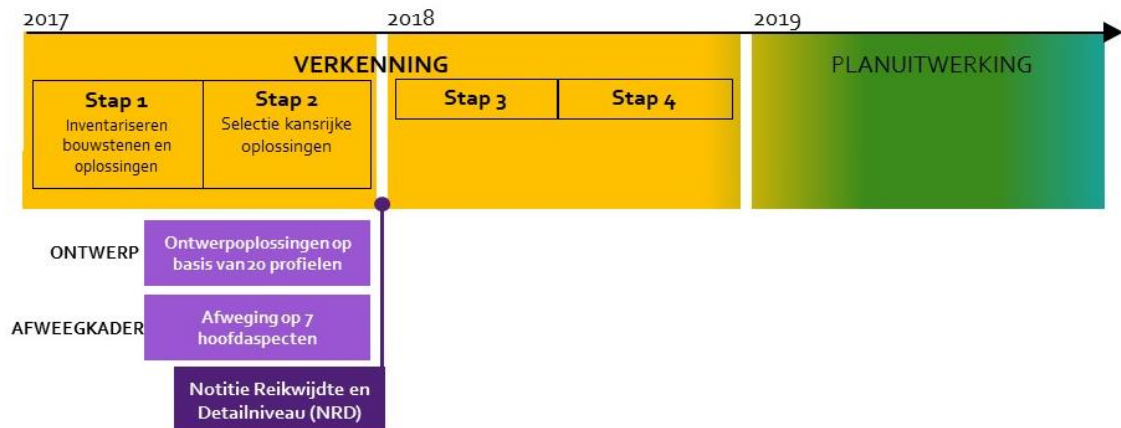 2017 2018 2019
VERKENNING PLANUITWERKING
Stap 1
Inventariseren
bouwstenen en
oplossingen
Stap 2
Selectie kansrijke
oplossingen
Stap 3
Stap 4
ONTWERP
Ontwerpoplossingen op
basis van 20 profielen
AFWEEGKADER
Afweging op 7
hoofdaspecten
Notitie Reikwijdte en
Detailniveau (NRD)